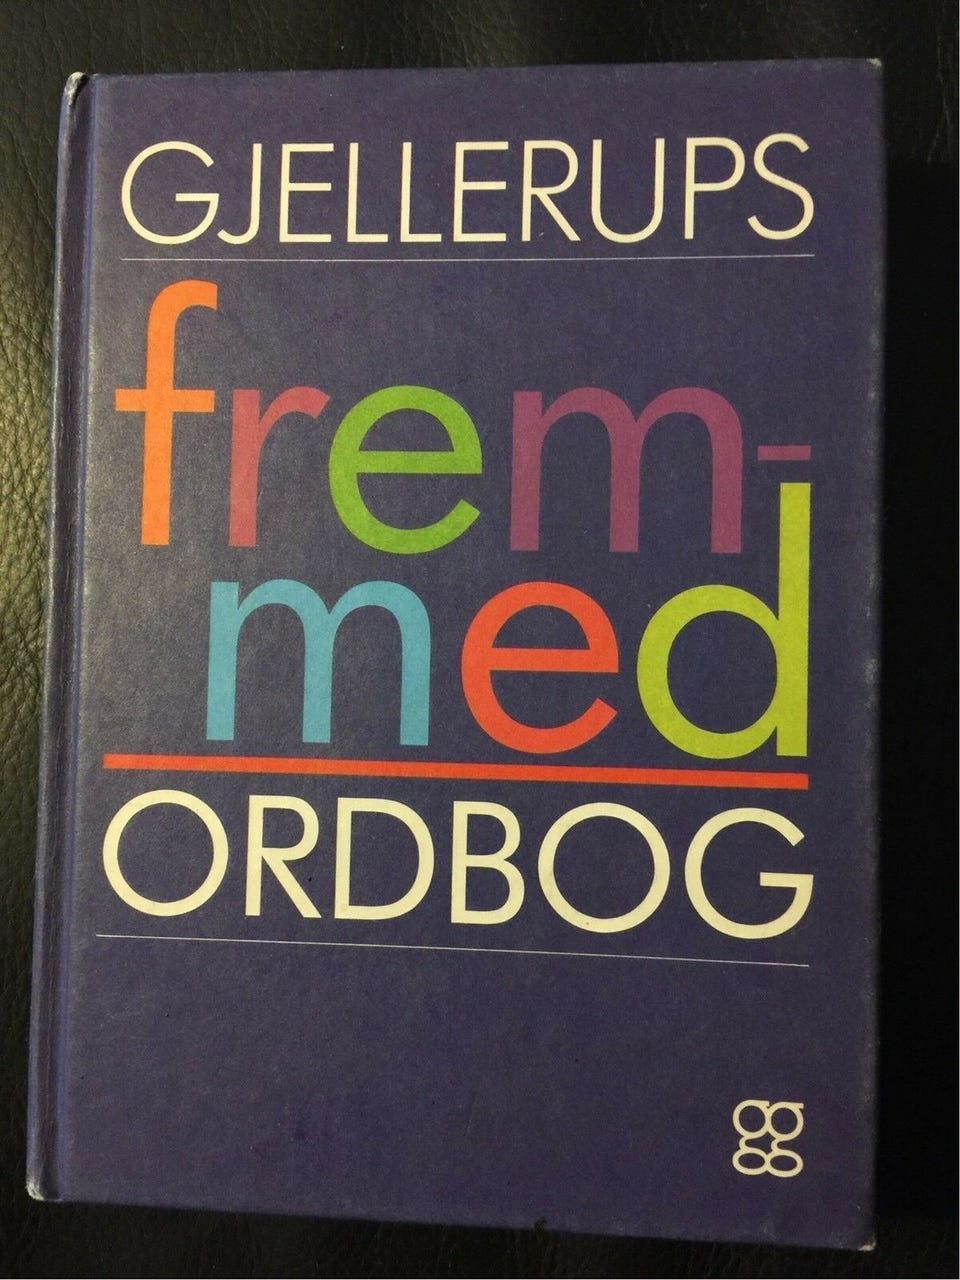 GJELLERUPS
frem-
med
ORDBOG
gg